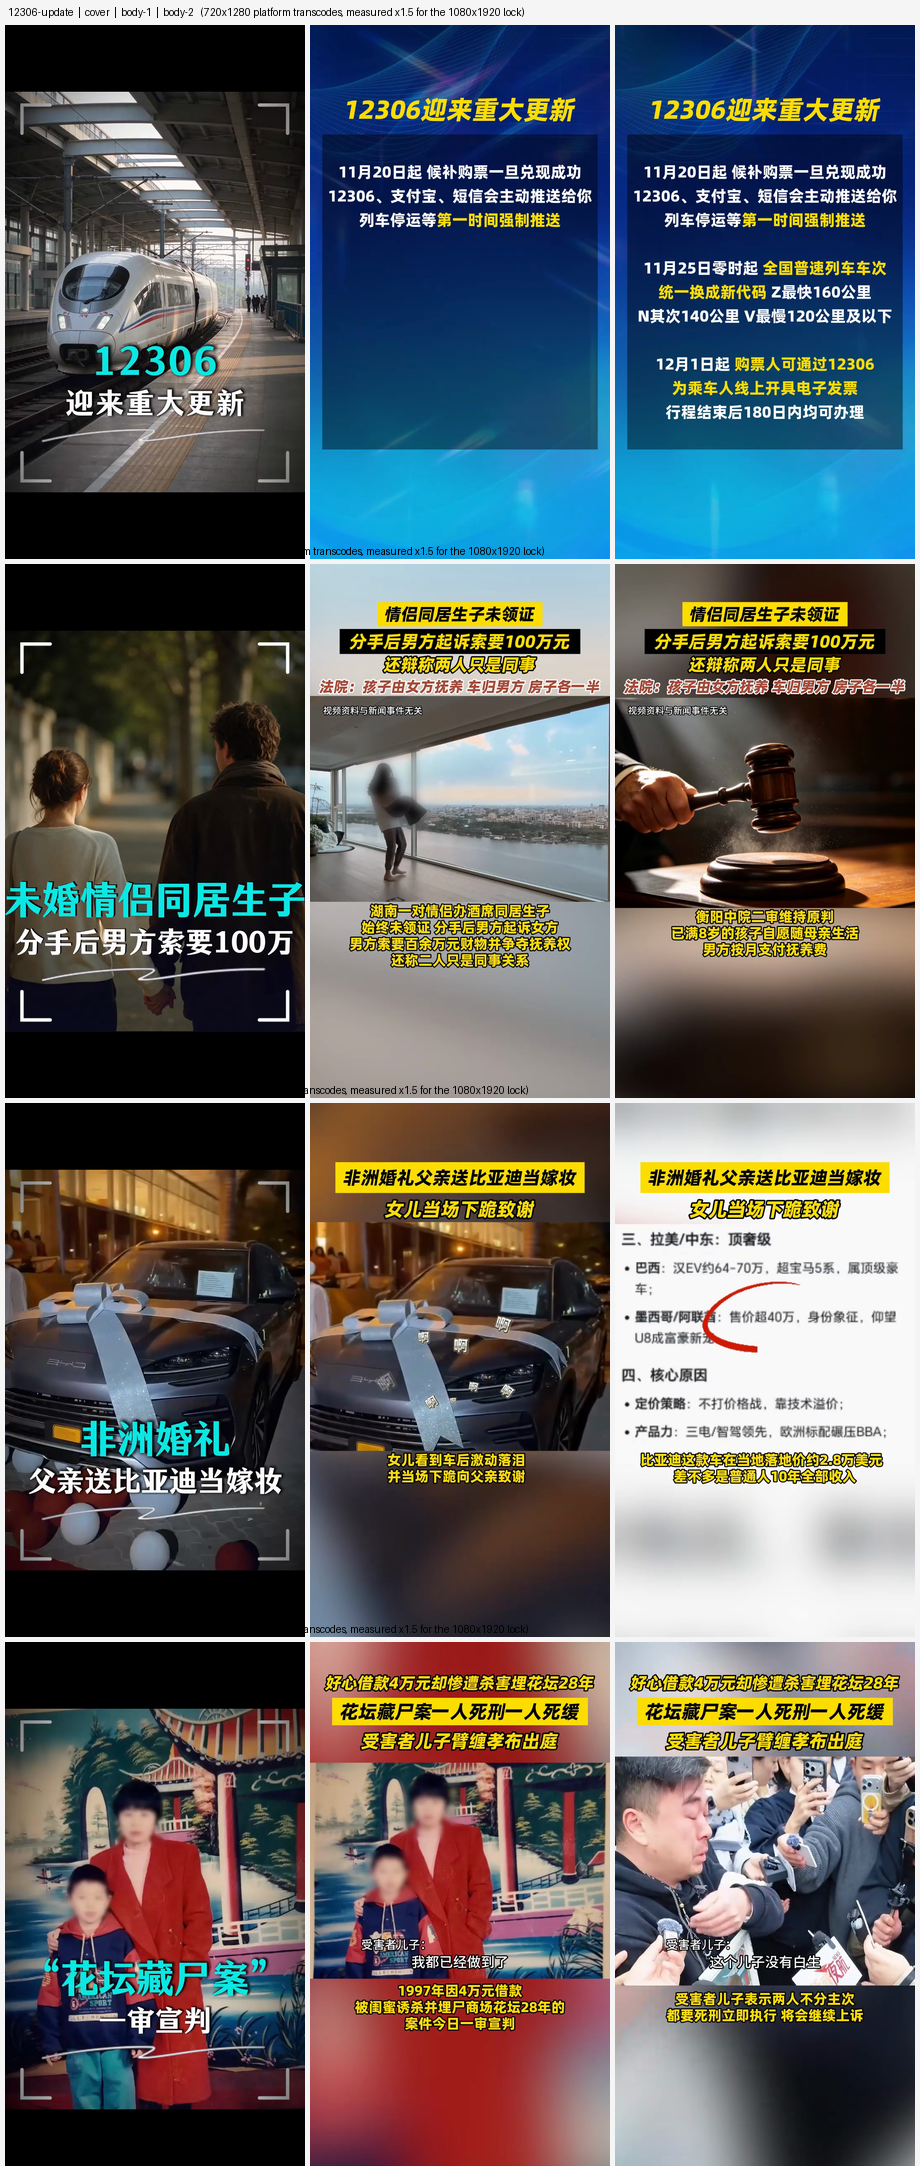 12306-update | cover | body-1 | body-2 (720x1280 platform transcodes, measured x1.5 for the 1080x1920 lock)
12306
迎来重大更新
12306迎来重大更新
11月20日起 候补购票一旦兑现成功
12306、支付宝、短信会主动推送给你
列车停运等第一时间强制推送
12306迎来重大更新
11月20日起 候补购票一旦兑现成功
12306、支付宝、短信会主动推送给你
列车停运等第一时间强制推送
11月25日零时起 全国普速列车车次
统一换成新代码 Z最快160公里
N其次140公里 V最慢120公里及以下
12月1日起 购票人可通过12306
为乘车人线上开具电子发票
行程结束后180日内均可办理
transcodes, measured x1.5 for the 1080x1920 lock)
未婚情侣同居生子
分手后男方索要100万
情侣同居生子未领证
分手后男方起诉索要100万元
还辩称两人只是同事
法院：孩子由女方抚养 车归男方 房子各一半
视频资料与新闻事件无关
湖南一对情侣办酒席同居生子
始终未领证 分手后男方起诉女方
男方索要百余万元财物并争夺抚养权
还称二人只是同事关系
情侣同居生子未领证
分手后男方起诉索要100万元
还辩称两人只是同事
法院：孩子由女方抚养 车归男方 房子各一半
视频资料与新闻事件无关
衡阳中院二审维持原判
已满8岁的孩子自愿随母亲生活
男方按月支付抚养费
anscodes, measured x1.5 for the 1080x1920 lock)
非洲婚礼
父亲送比亚迪当嫁妆
非洲婚礼父亲送比亚迪当嫁妆
女儿当场下跪致谢
啊
啊
啊
啊
啊
啊
女儿看到车后激动落泪
并当场下跪向父亲致谢
非洲婚礼父亲送比亚迪当嫁妆
女儿当场下跪致谢
三、拉美/中东：顶奢级
• 巴西：汉EV约64-70万，超宝马5系，属顶级豪
车；
• 墨西哥/阿联酋：售价超40万，身份象征，仰望
U8成富豪新宠
四、核心原因
• 定价策略：不打价格战，靠技术溢价；
• 产品力：三电/智驾领先，欧洲标配碾压BBA；
比亚迪这款车在当地落地价约2.8万美元
差不多是普通人10年全部收入
anscodes, measured x1.5 for the 1080x1920 lock)
“花坛藏尸案”
一审宣判
好心借款4万元却惨遭杀害埋花坛28年
花坛藏尸案一人死刑一人死缓
受害者儿子臂缠孝布出庭
受害者儿子：
我都已经做到了
1997年因4万元借款
被闺蜜诱杀并埋尸商场花坛28年的
案件今日一审宣判
好心借款4万元却惨遭杀害埋花坛28年
花坛藏尸案一人死刑一人死缓
受害者儿子臂缠孝布出庭
受害者儿子：
这个儿子没有白生
受害者儿子表示两人不分主次
都要死刑立即执行 将会继续上诉